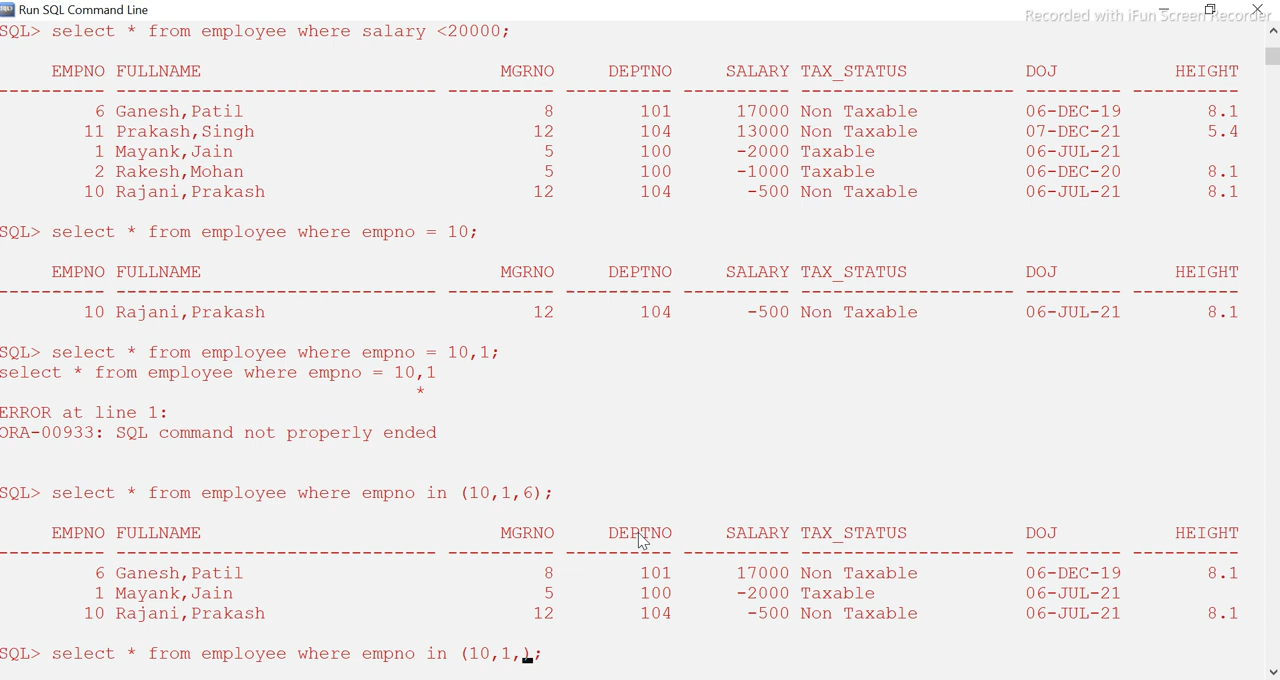 Run SQL Command Line
Recorded with iFun Screen Recorder
SQL> select * from employee where salary <20000;
EMPNO FULLNAME MGRNO DEPTNO SALARY TAX_STATUS DOJ HEIGHT
---------- ------------------------------ ---------- ---------- ---------- -------------------- --------- ----------
6 Ganesh,Patil 8 101 17000 Non Taxable 06-DEC-19 8.1
11 Prakash,Singh 12 104 13000 Non Taxable 07-DEC-21 5.4
1 Mayank,Jain 5 100 -2000 Taxable 06-JUL-21
2 Rakesh,Mohan 5 100 -1000 Taxable 06-DEC-20 8.1
10 Rajani,Prakash 12 104 -500 Non Taxable 06-JUL-21 8.1
SQL> select * from employee where empno = 10;
EMPNO FULLNAME MGRNO DEPTNO SALARY TAX_STATUS DOJ HEIGHT
---------- ------------------------------ ---------- ---------- ---------- -------------------- --------- ----------
10 Rajani,Prakash 12 104 -500 Non Taxable 06-JUL-21 8.1
SQL> select * from employee where empno = 10,1;
select * from employee where empno = 10,1
*
ERROR at line 1:
ORA-00933: SQL command not properly ended
SQL> select * from employee where empno in (10,1,6);
EMPNO FULLNAME MGRNO DEPTNO SALARY TAX_STATUS DOJ HEIGHT
---------- ------------------------------ ---------- ---------- ---------- -------------------- --------- ----------
6 Ganesh,Patil 8 101 17000 Non Taxable 06-DEC-19 8.1
1 Mayank,Jain 5 100 -2000 Taxable 06-JUL-21
10 Rajani,Prakash 12 104 -500 Non Taxable 06-JUL-21 8.1
SQL> select * from employee where empno in (10,1,);